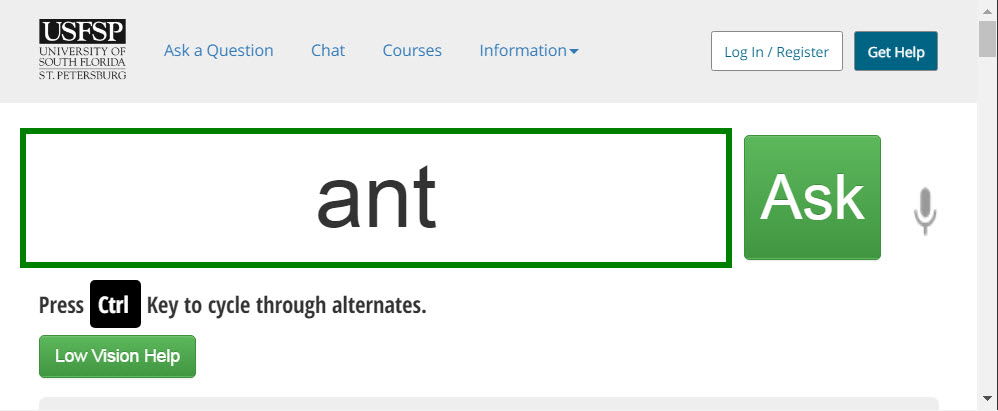 USFSP
UNIVERSITY OF
SOUTH FLORIDA
ST. PETERSBURG
Ask a Question Chat Courses Information
Log In / Register Get Help
ant
Ask
Press Ctrl Key to cycle through alternates.
Low Vision Help